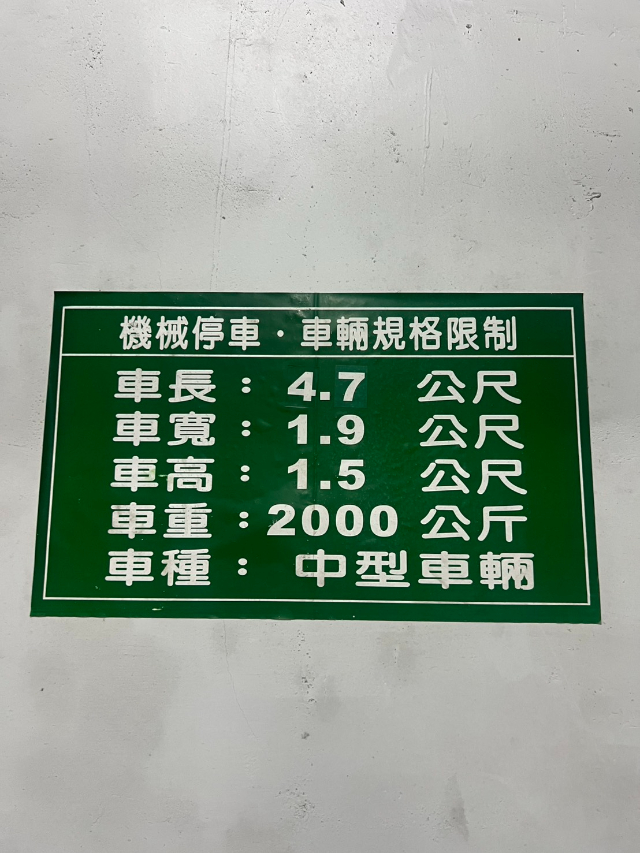 機械停車・車輛規格限制
車長：4.7 公尺
車寬：1.9 公尺
車高：1.5 公尺
車重：2000 公斤
車種：中型車輛